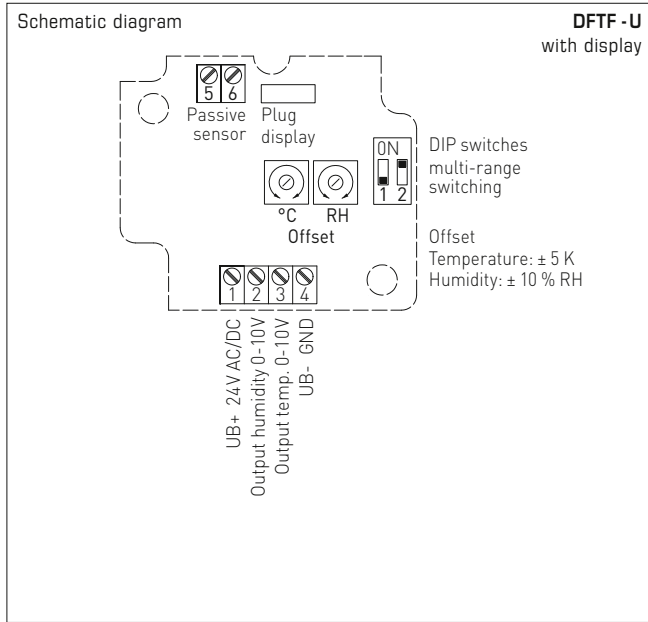 Schematic diagram
DFTF - U
with display
5 6
Passive
sensor
Plug
display
ON
1 2
DIP switches
multi-range
switching
°C RH
Offset
Offset
Temperature: ± 5 K
Humidity: ± 10 % RH
1 2 3 4
UB+ 24V AC/DC
Output humidity 0-10V
Output temp. 0-10V
UB- GND